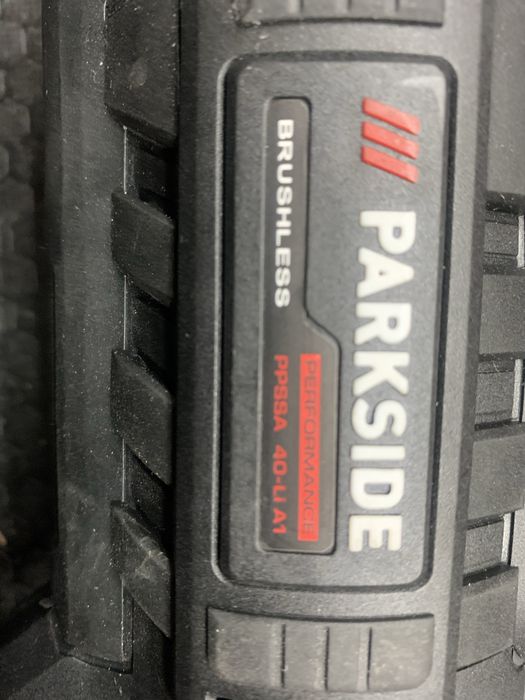 PARKSIDE
PERFORMANCE
BRUSHLESS PPSSA 40-Li A1